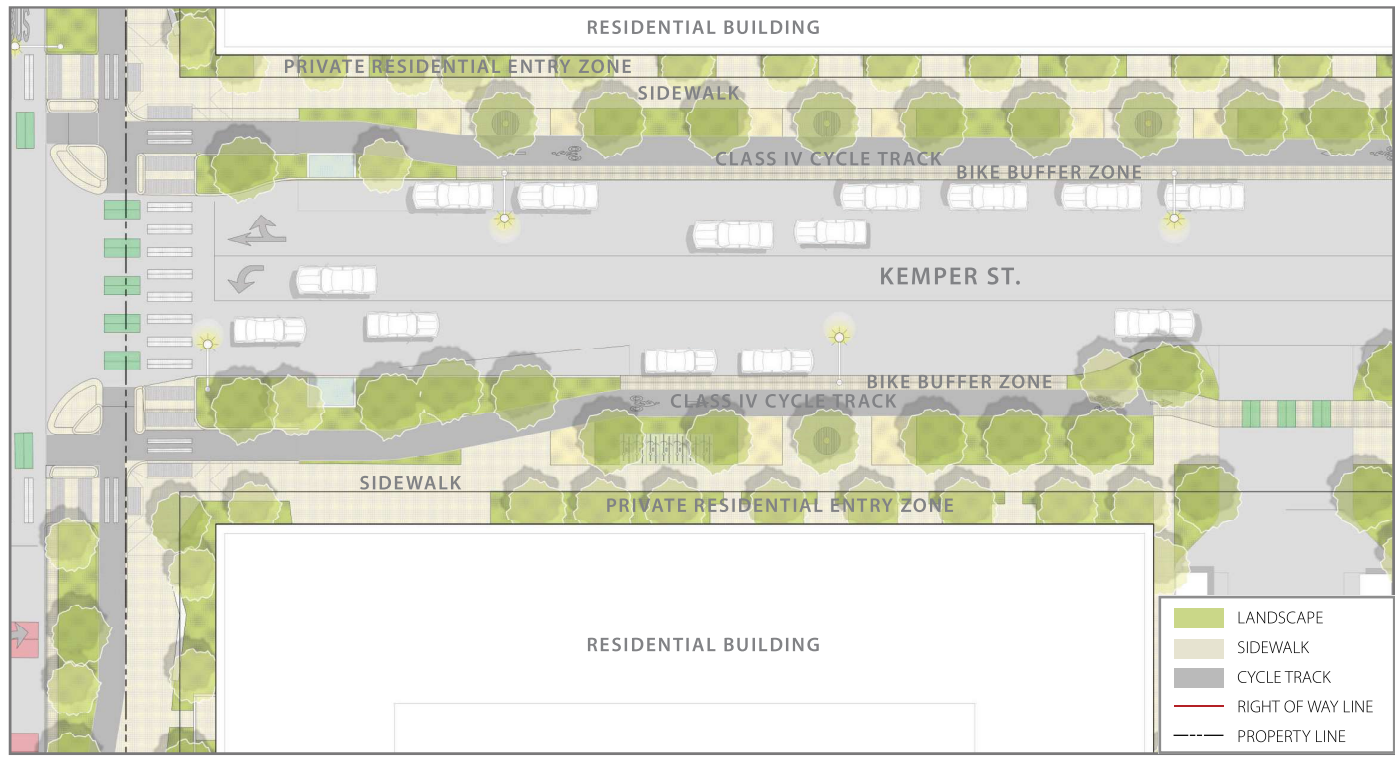 BUS
RESIDENTIAL BUILDING
PRIVATE RESIDENTIAL ENTRY ZONE
SIDEWALK
CLASS IV CYCLE TRACK
BIKE BUFFER ZONE
KEMPER ST.
BIKE BUFFER ZONE
CLASS IV CYCLE TRACK
SIDEWALK
PRIVATE RESIDENTIAL ENTRY ZONE
RESIDENTIAL BUILDING
LANDSCAPE
SIDEWALK
CYCLE TRACK
RIGHT OF WAY LINE
PROPERTY LINE